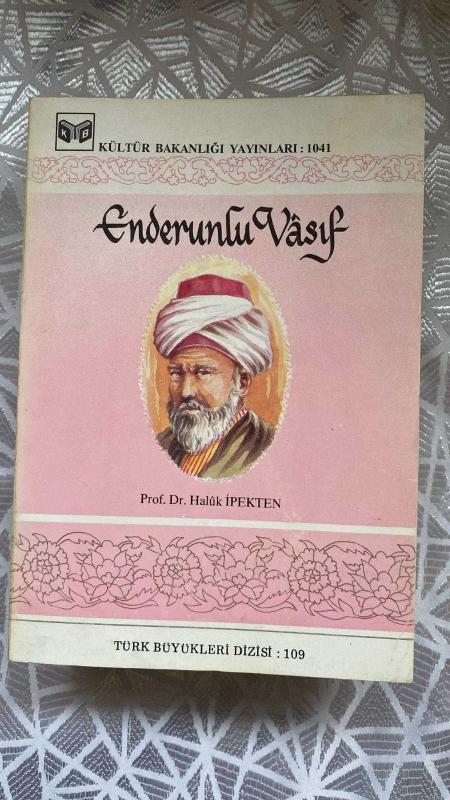 K B
KÜLTÜR BAKANLIĞI YAYINLARI : 1041
Enderunlu Vâsıf
Prof. Dr. Halûk İPEKTEN
TÜRK BÜYÜKLERİ DİZİSİ : 109